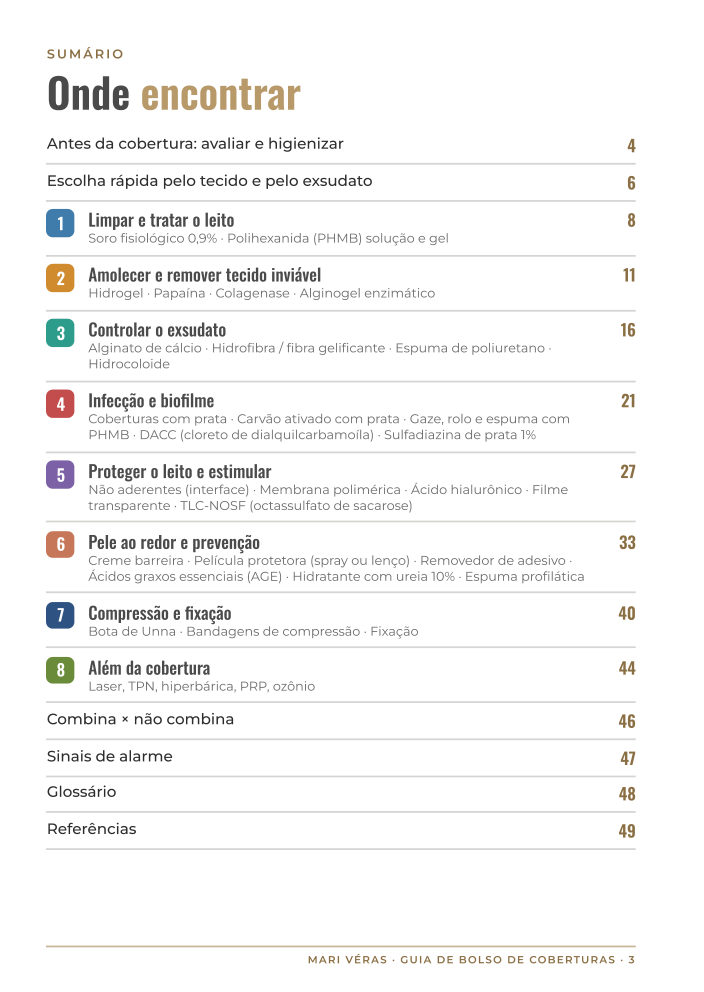 SUMÁRIO
Onde encontrar
Antes da cobertura: avaliar e higienizar 4
Escolha rápida pelo tecido e pelo exsudato 6
1 Limpar e tratar o leito 8
Soro fisiológico 0,9% · Polihexanida (PHMB) solução e gel
2 Amolecer e remover tecido inviável 11
Hidrogel · Papaína · Colagenase · Alginogel enzimático
3 Controlar o exsudato 16
Alginato de cálcio · Hidrofibra / fibra gelificante · Espuma de poliuretano ·
Hidrocoloide
4 Infecção e biofilme 21
Coberturas com prata · Carvão ativado com prata · Gaze, rolo e espuma com
PHMB · DACC (cloreto de dialquilcarbamoíla) · Sulfadiazina de prata 1%
5 Proteger o leito e estimular 27
Não aderentes (interface) · Membrana polimérica · Ácido hialurônico · Filme
transparente · TLC-NOSF (octassulfato de sacarose)
6 Pele ao redor e prevenção 33
Creme barreira · Película protetora (spray ou lenço) · Removedor de adesivo ·
Ácidos graxos essenciais (AGE) · Hidratante com ureia 10% · Espuma profilática
7 Compressão e fixação 40
Bota de Unna · Bandagens de compressão · Fixação
8 Além da cobertura 44
Laser, TPN, hiperbárica, PRP, ozônio
Combina × não combina 46
Sinais de alarme 47
Glossário 48
Referências 49
MARI VÉRAS · GUIA DE BOLSO DE COBERTURAS · 3